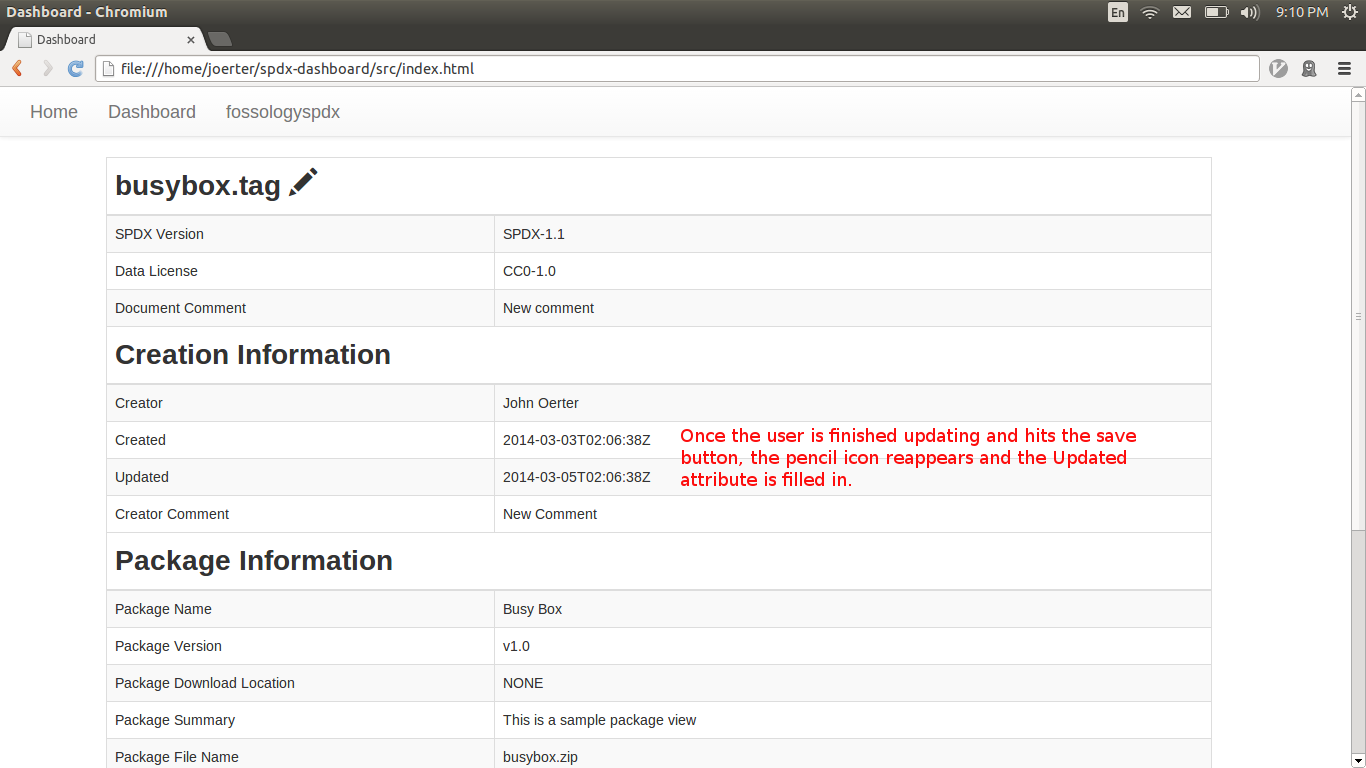 Dashboard - Chromium
En
9:10 PM
Dashboard
file:///home/joerter/spdx-dashboard/src/index.html
Home Dashboard fossologyspdx
busybox.tag
SPDX Version SPDX-1.1
Data License CC0-1.0
Document Comment New comment
Creation Information
Creator John Oerter
Created 2014-03-03T02:06:38Z
Updated 2014-03-05T02:06:38Z
Once the user is finished updating and hits the save
button, the pencil icon reappears and the Updated
attribute is filled in.
Creator Comment New Comment
Package Information
Package Name Busy Box
Package Version v1.0
Package Download Location NONE
Package Summary This is a sample package view
Package File Name busybox.zip